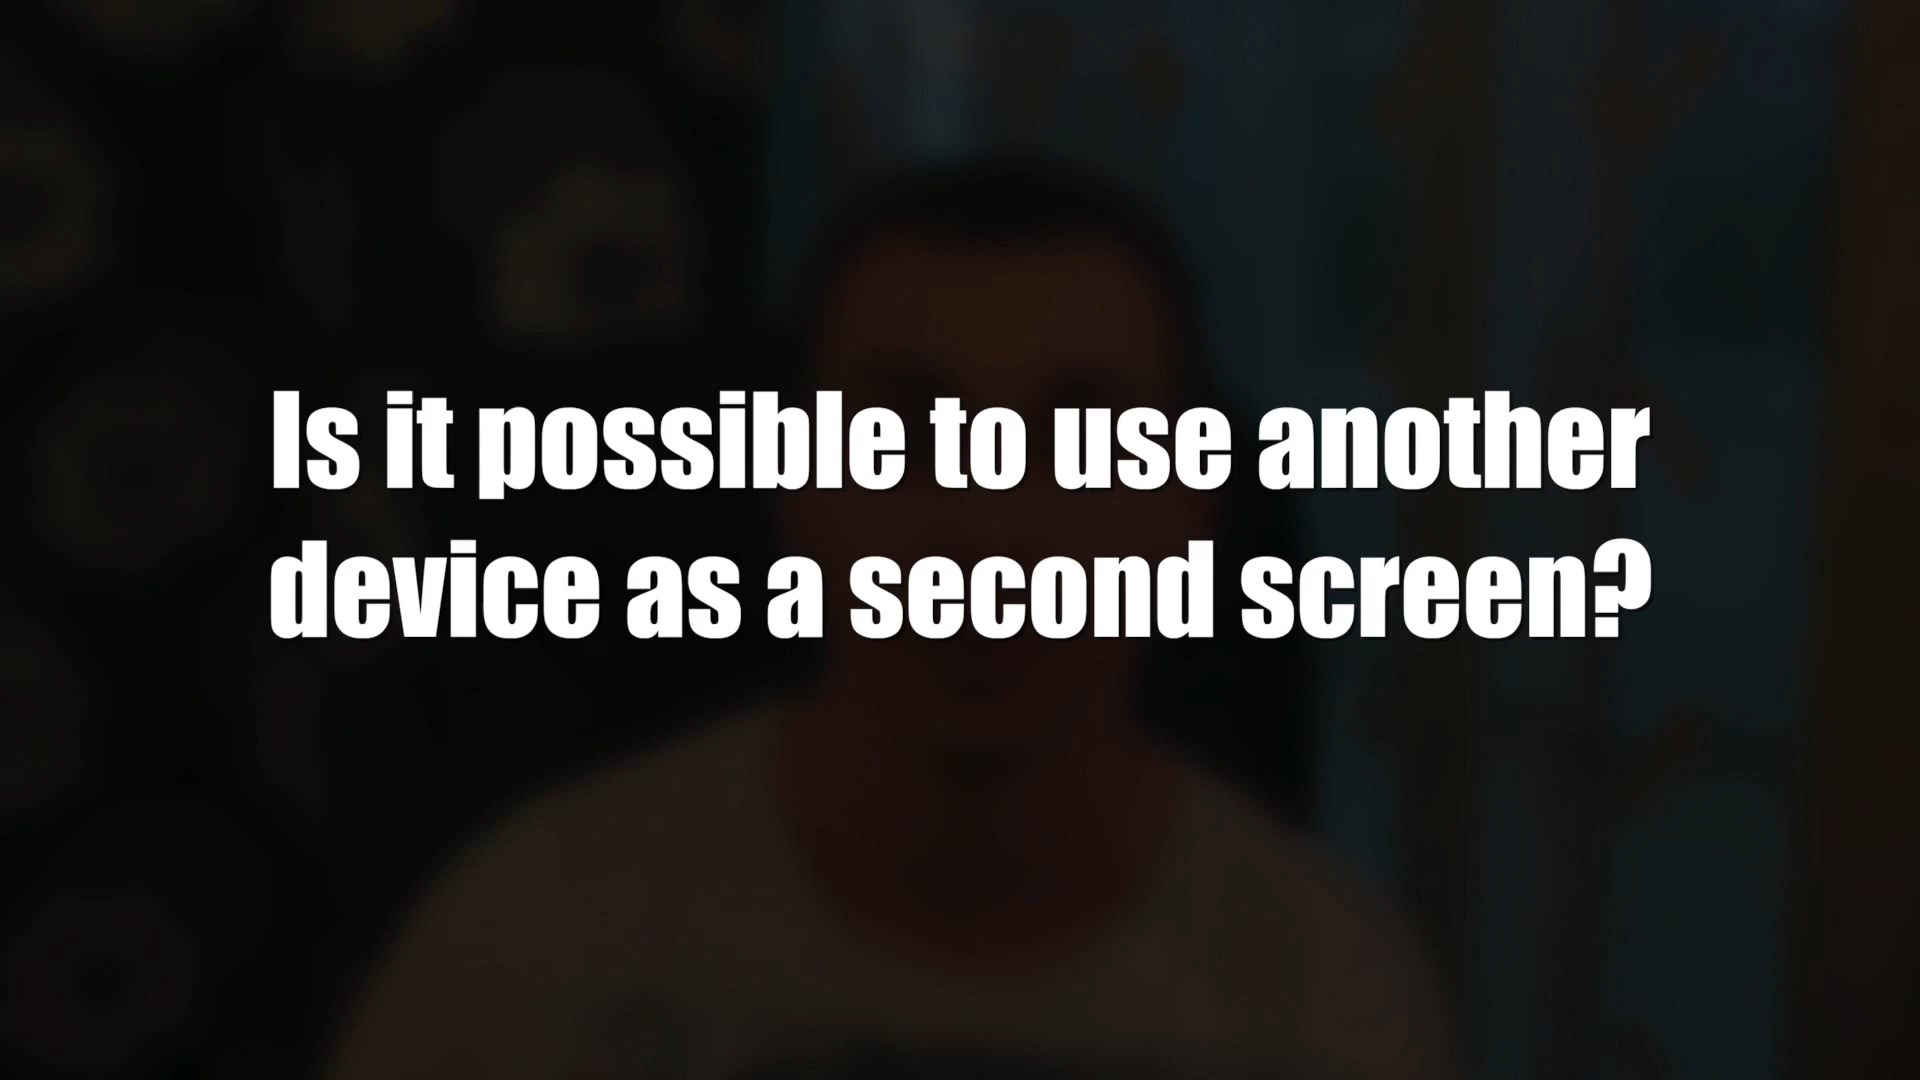 Is it possible to use another
device as a second screen?